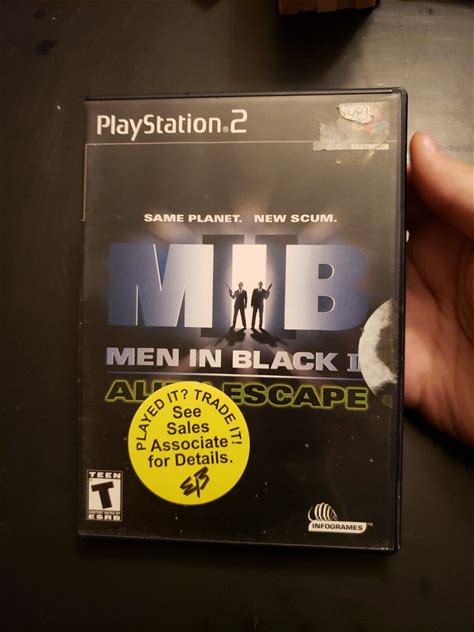 PlayStation®2
SAME PLANET. NEW SCUM.
MIIB
MEN IN BLACK II
ESCAPE
PLAYED IT? TRADE IT!
See
Sales
Associate
for Details.
TEEN
T
ESRB
INFOGRAMES